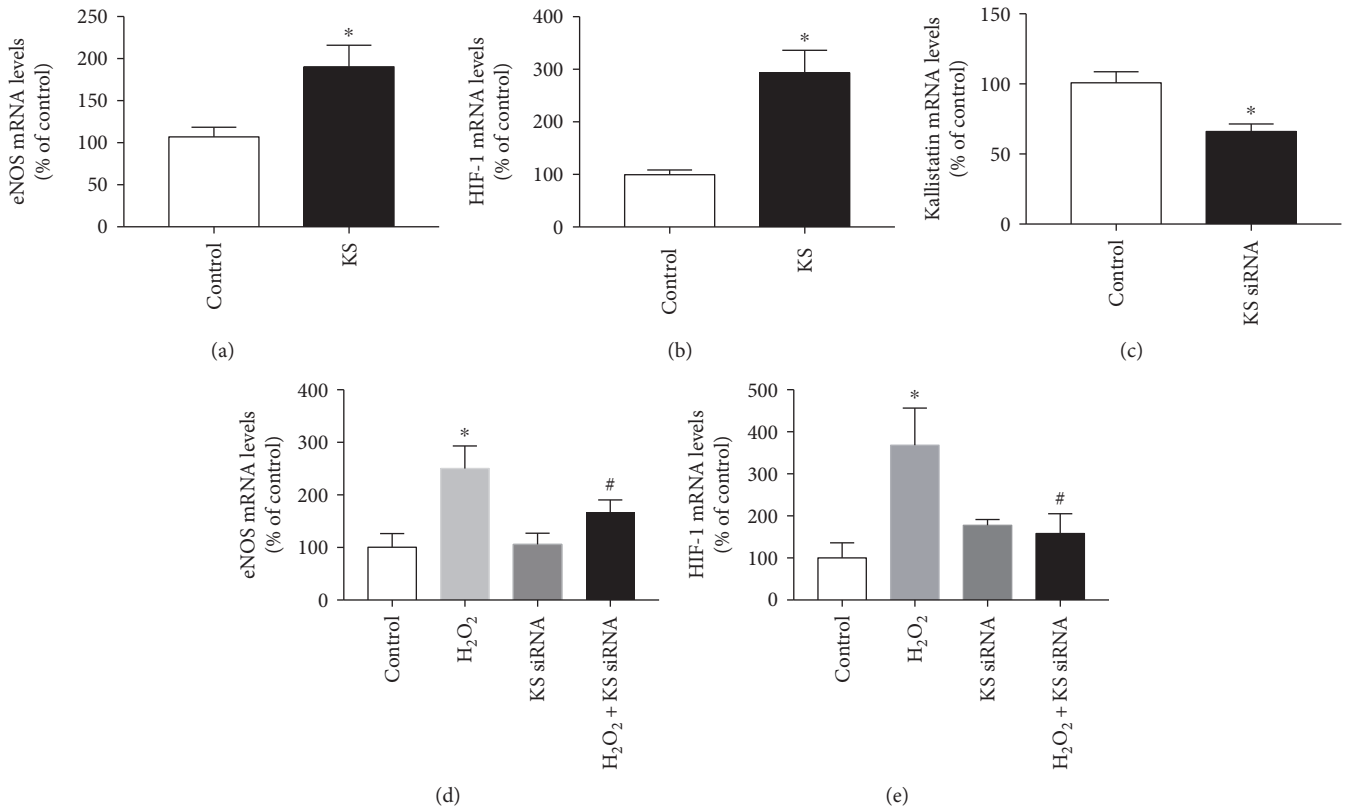 eNOS mRNA levels
(% of control)
250
200
150
100
50
0
*
Control
KS
(a)
HIF-1 mRNA levels
(% of control)
400
300
200
100
0
*
Control
KS
(b)
Kallistatin mRNA levels
(% of control)
150
100
50
0
*
Control
KS siRNA
(c)
eNOS mRNA levels
(% of control)
400
300
200
100
0
*
#
Control
H₂O₂
KS siRNA
H₂O₂ + KS siRNA
(d)
HIF-1 mRNA levels
(% of control)
500
400
300
200
100
0
*
#
Control
H₂O₂
KS siRNA
H₂O₂ + KS siRNA
(e)